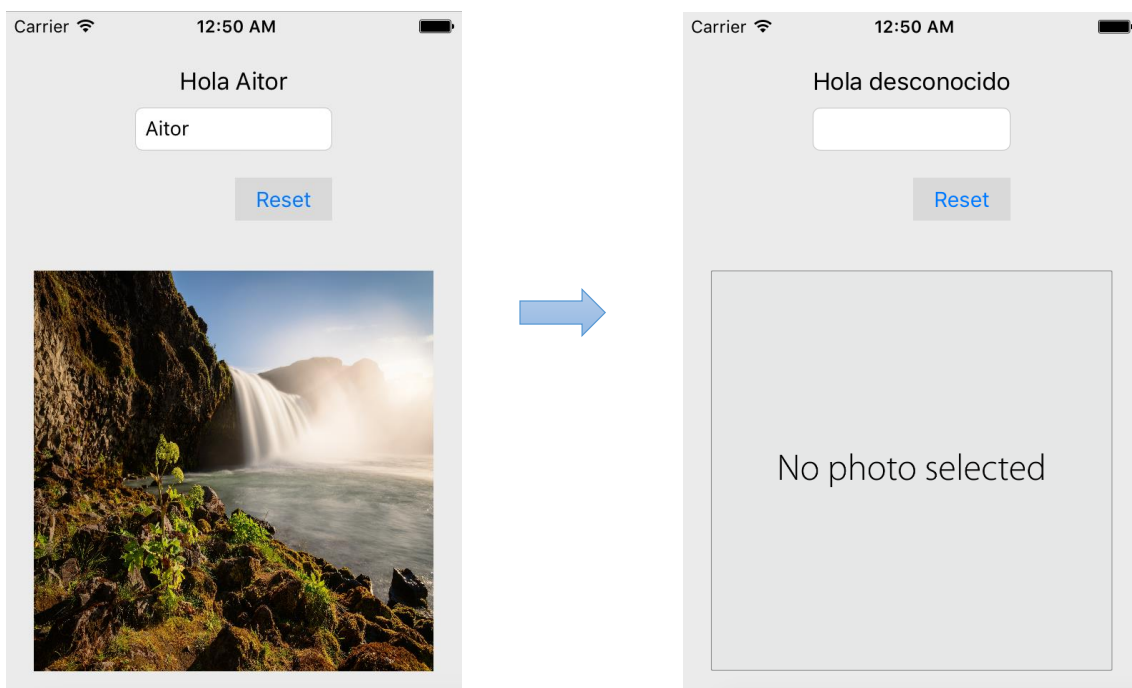 Carrier 12:50 AM
Hola Aitor
Aitor
Reset
Carrier 12:50 AM
Hola desconocido
Reset
No photo selected